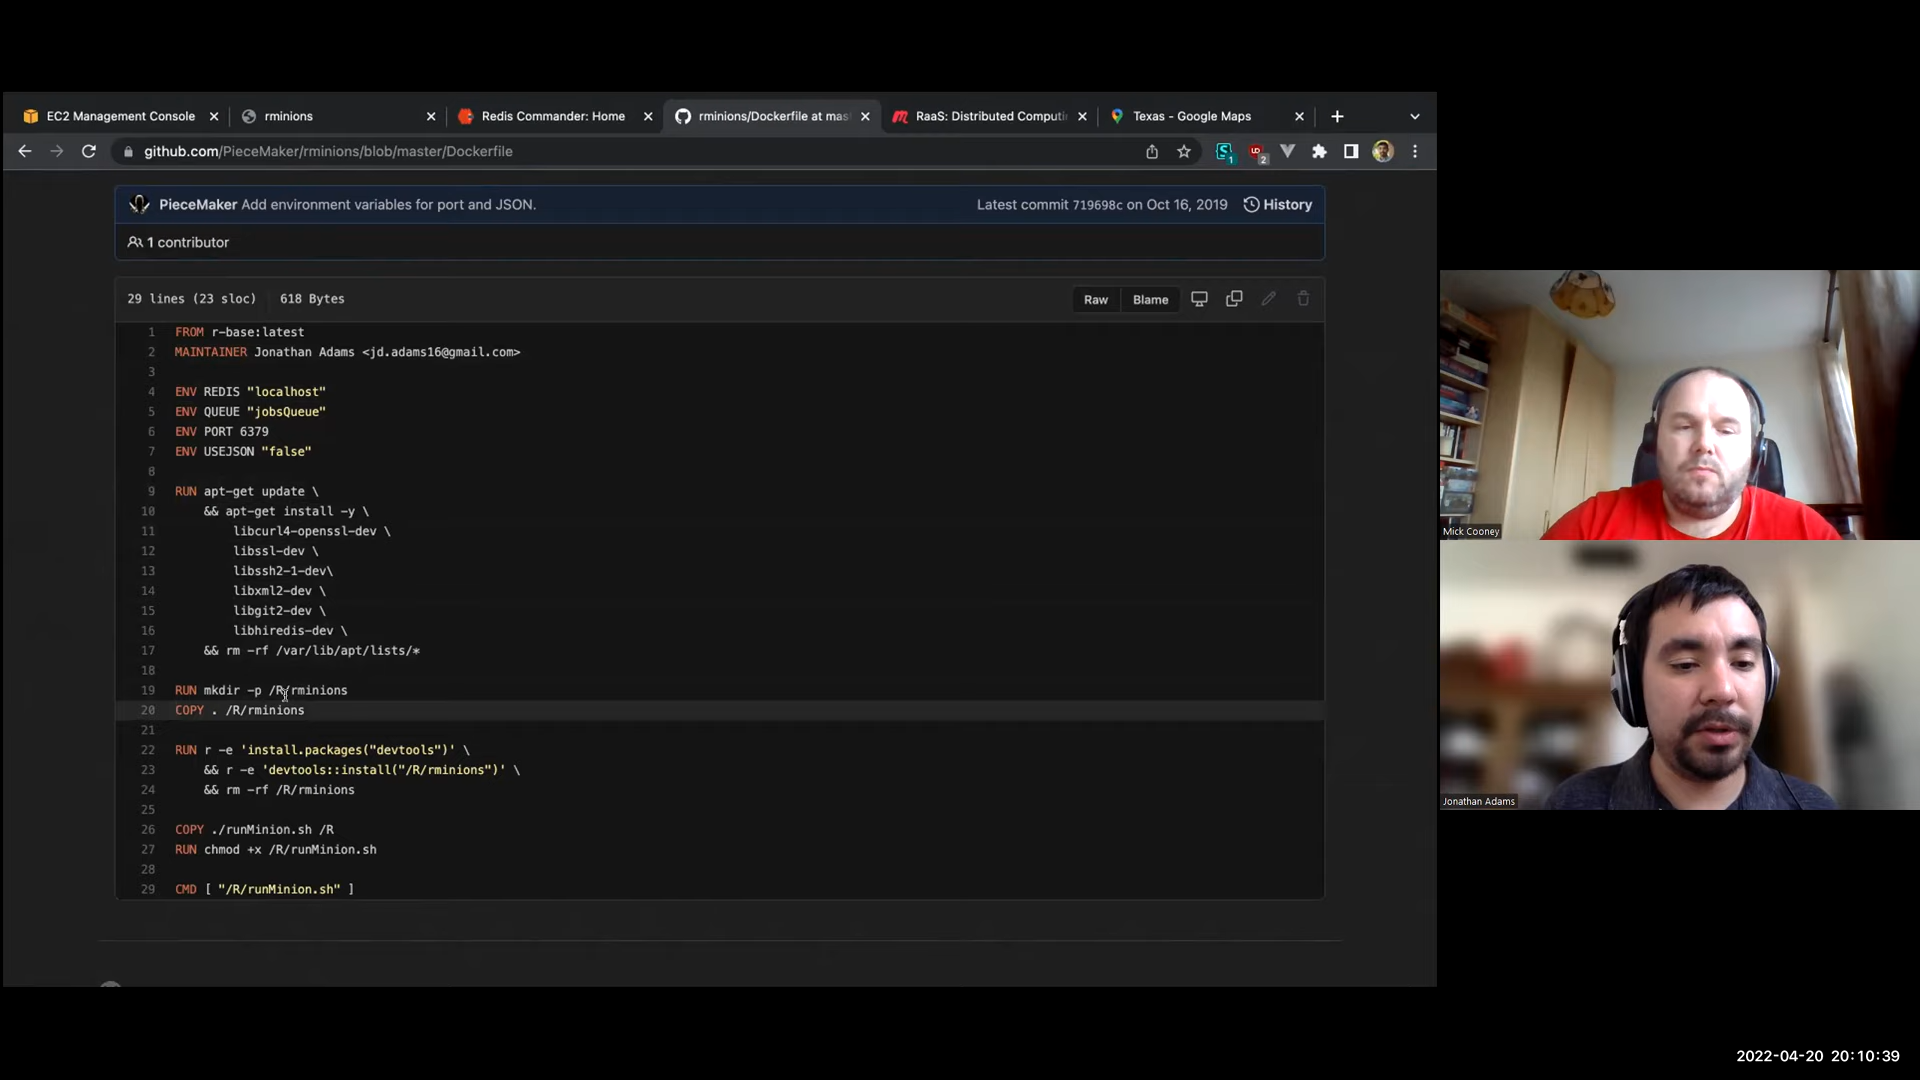 EC2 Management Console
rminions
Redis Commander: Home
rminions/Dockerfile at mas
RaaS: Distributed Computi
Texas - Google Maps
github.com/PieceMaker/rminions/blob/master/Dockerfile
1
2
PieceMaker Add environment variables for port and JSON.
Latest commit 719698c on Oct 16, 2019
History
1 contributor
29 lines (23 sloc) 618 Bytes
Raw
Blame
1 FROM r-base:latest
2 MAINTAINER Jonathan Adams <jd.adams16@gmail.com>
3
4 ENV REDIS "localhost"
5 ENV QUEUE "jobsQueue"
6 ENV PORT 6379
7 ENV USEJSON "false"
8
9 RUN apt-get update \
10 && apt-get install -y \
11 libcurl4-openssl-dev \
12 libssl-dev \
13 libssh2-1-dev\
14 libxml2-dev \
15 libgit2-dev \
16 libhiredis-dev \
17 && rm -rf /var/lib/apt/lists/*
18
19 RUN mkdir -p /R/rminions
20 COPY . /R/rminions
21
22 RUN r -e 'install.packages("devtools")' \
23 && r -e 'devtools::install("/R/rminions")' \
24 && rm -rf /R/rminions
25
26 COPY ./runMinion.sh /R
27 RUN chmod +x /R/runMinion.sh
28
29 CMD [ "/R/runMinion.sh" ]
Mick Cooney
Jonathan Adams
2022-04-20 20:10:39